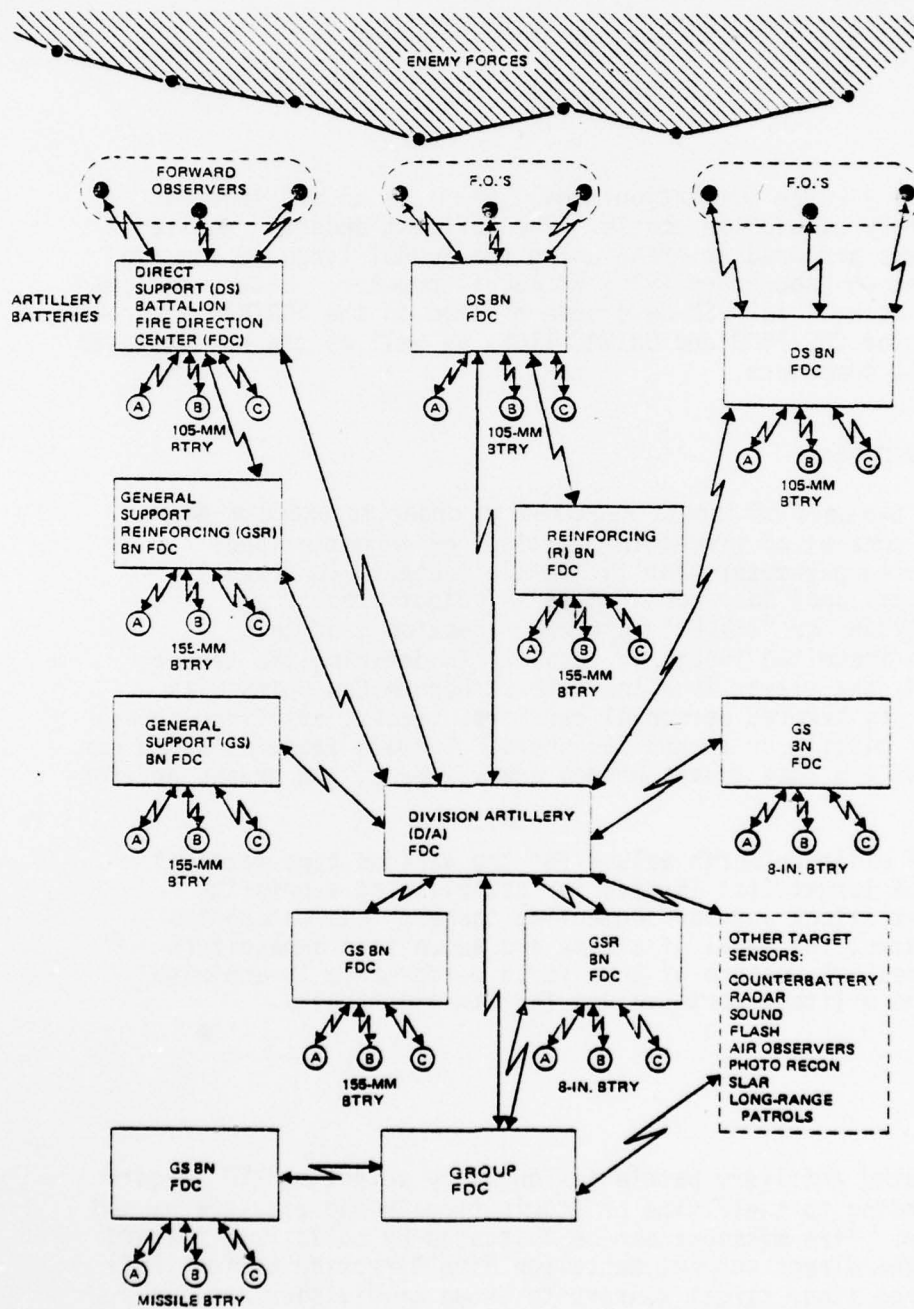 ENEMY FORCES
FORWARD
OBSERVERS
F.O.'S
F.O.'S
ARTILLERY
BATTERIES
DIRECT
SUPPORT (DS)
BATTALION
FIRE DIRECTION
CENTER (FDC)
DS BN
FDC
DS BN
FDC
A B C
105-MM
BTRY
A B C
105-MM
BTRY
A B C
105-MM
BTRY
GENERAL
SUPPORT
REINFORCING (GSR)
BN FDC
REINFORCING
(R) BN
FDC
A B C
155-MM
BTRY
A B C
155-MM
BTRY
GENERAL
SUPPORT (GS)
BN FDC
GS
BN
FDC
A B C
155-MM
BTRY
DIVISION ARTILLERY
(D/A)
FDC
A B C
8-IN. BTRY
GS BN
FDC
GSR
BN
FDC
OTHER TARGET
SENSORS:
COUNTERBATTERY
RADAR
SOUND
FLASH
AIR OBSERVERS
PHOTO RECON
SLAR
LONG-RANGE
PATROLS
A B C
155-MM
BTRY
A B C
8-IN. BTRY
GS BN
FDC
GROUP
FDC
A B C
MISSILE BTRY